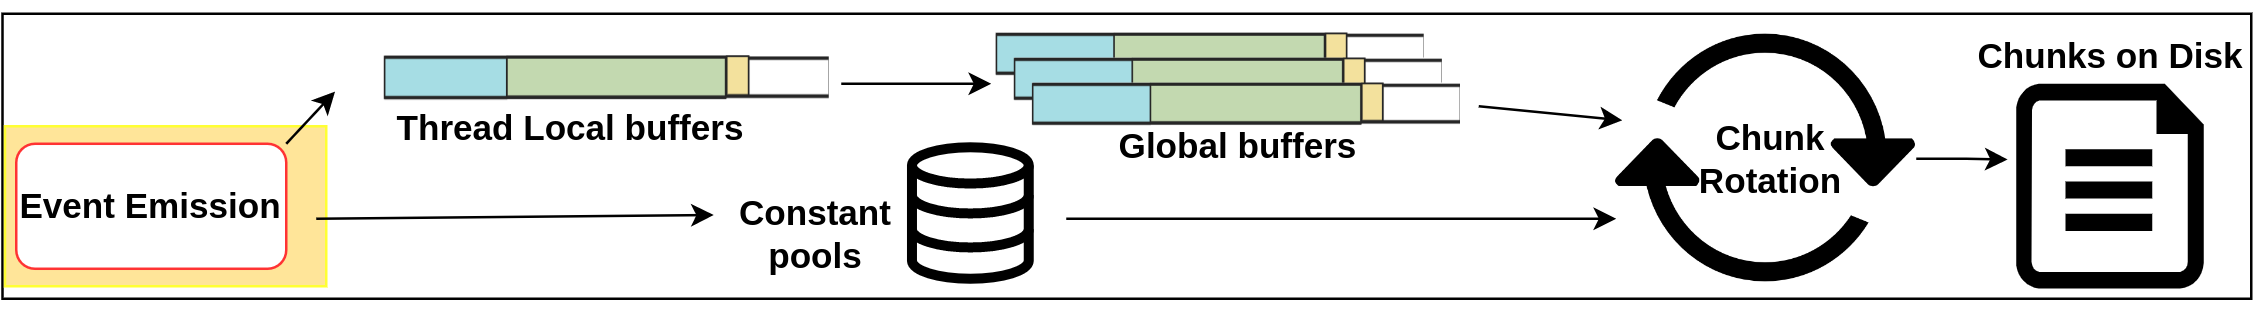 Event Emission
Thread Local buffers
Constant
pools
Global buffers
Chunk
Rotation
Chunks on Disk